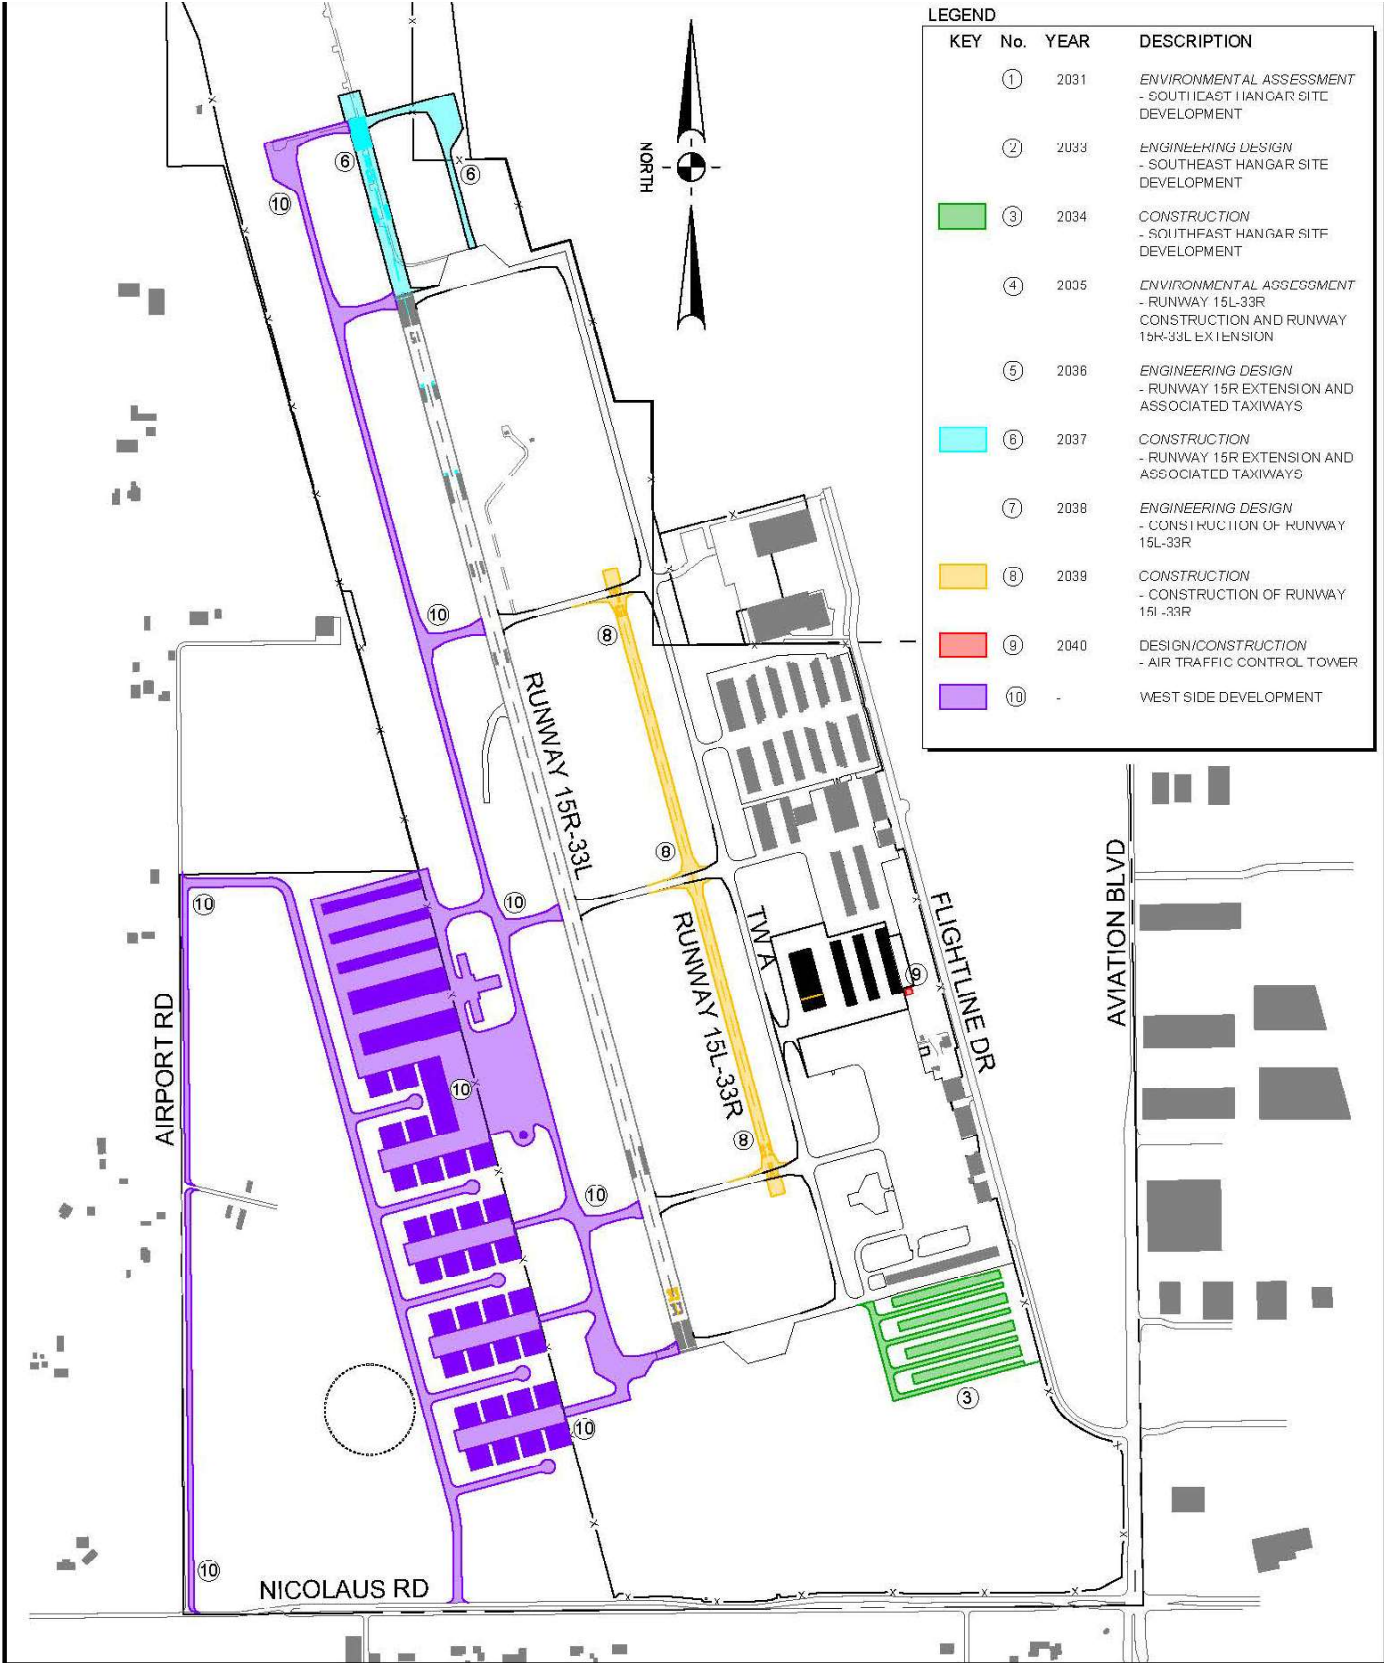 LEGEND
KEY No. YEAR DESCRIPTION
1 2031 ENVIRONMENTAL ASSESSMENT
- SOUTHEAST HANGAR SITE
DEVELOPMENT
2 2033 ENGINEERING DESIGN
- SOUTHEAST HANGAR SITE
DEVELOPMENT
3 2034 CONSTRUCTION
- SOUTHEAST HANGAR SITE
DEVELOPMENT
4 2035 ENVIRONMENTAL ASSESSMENT
- RUNWAY 15L-33R
CONSTRUCTION AND RUNWAY
15R-33L EXTENSION
5 2036 ENGINEERING DESIGN
- RUNWAY 15R EXTENSION AND
ASSOCIATED TAXIWAYS
6 2037 CONSTRUCTION
- RUNWAY 15R EXTENSION AND
ASSOCIATED TAXIWAYS
7 2038 ENGINEERING DESIGN
- CONSTRUCTION OF RUNWAY
15L-33R
8 2039 CONSTRUCTION
- CONSTRUCTION OF RUNWAY
15L-33R
9 2040 DESIGN/CONSTRUCTION
- AIR TRAFFIC CONTROL TOWER
10 - WEST SIDE DEVELOPMENT
NORTH
6
6
10
10
8
RUNWAY 15R-33L
8
10
10
RUNWAY 15L-33R
TW A
9
FLIGHTLINE DR
AVIATION BLVD
AIRPORT RD
10
8
10
3
10
10
NICOLAUS RD